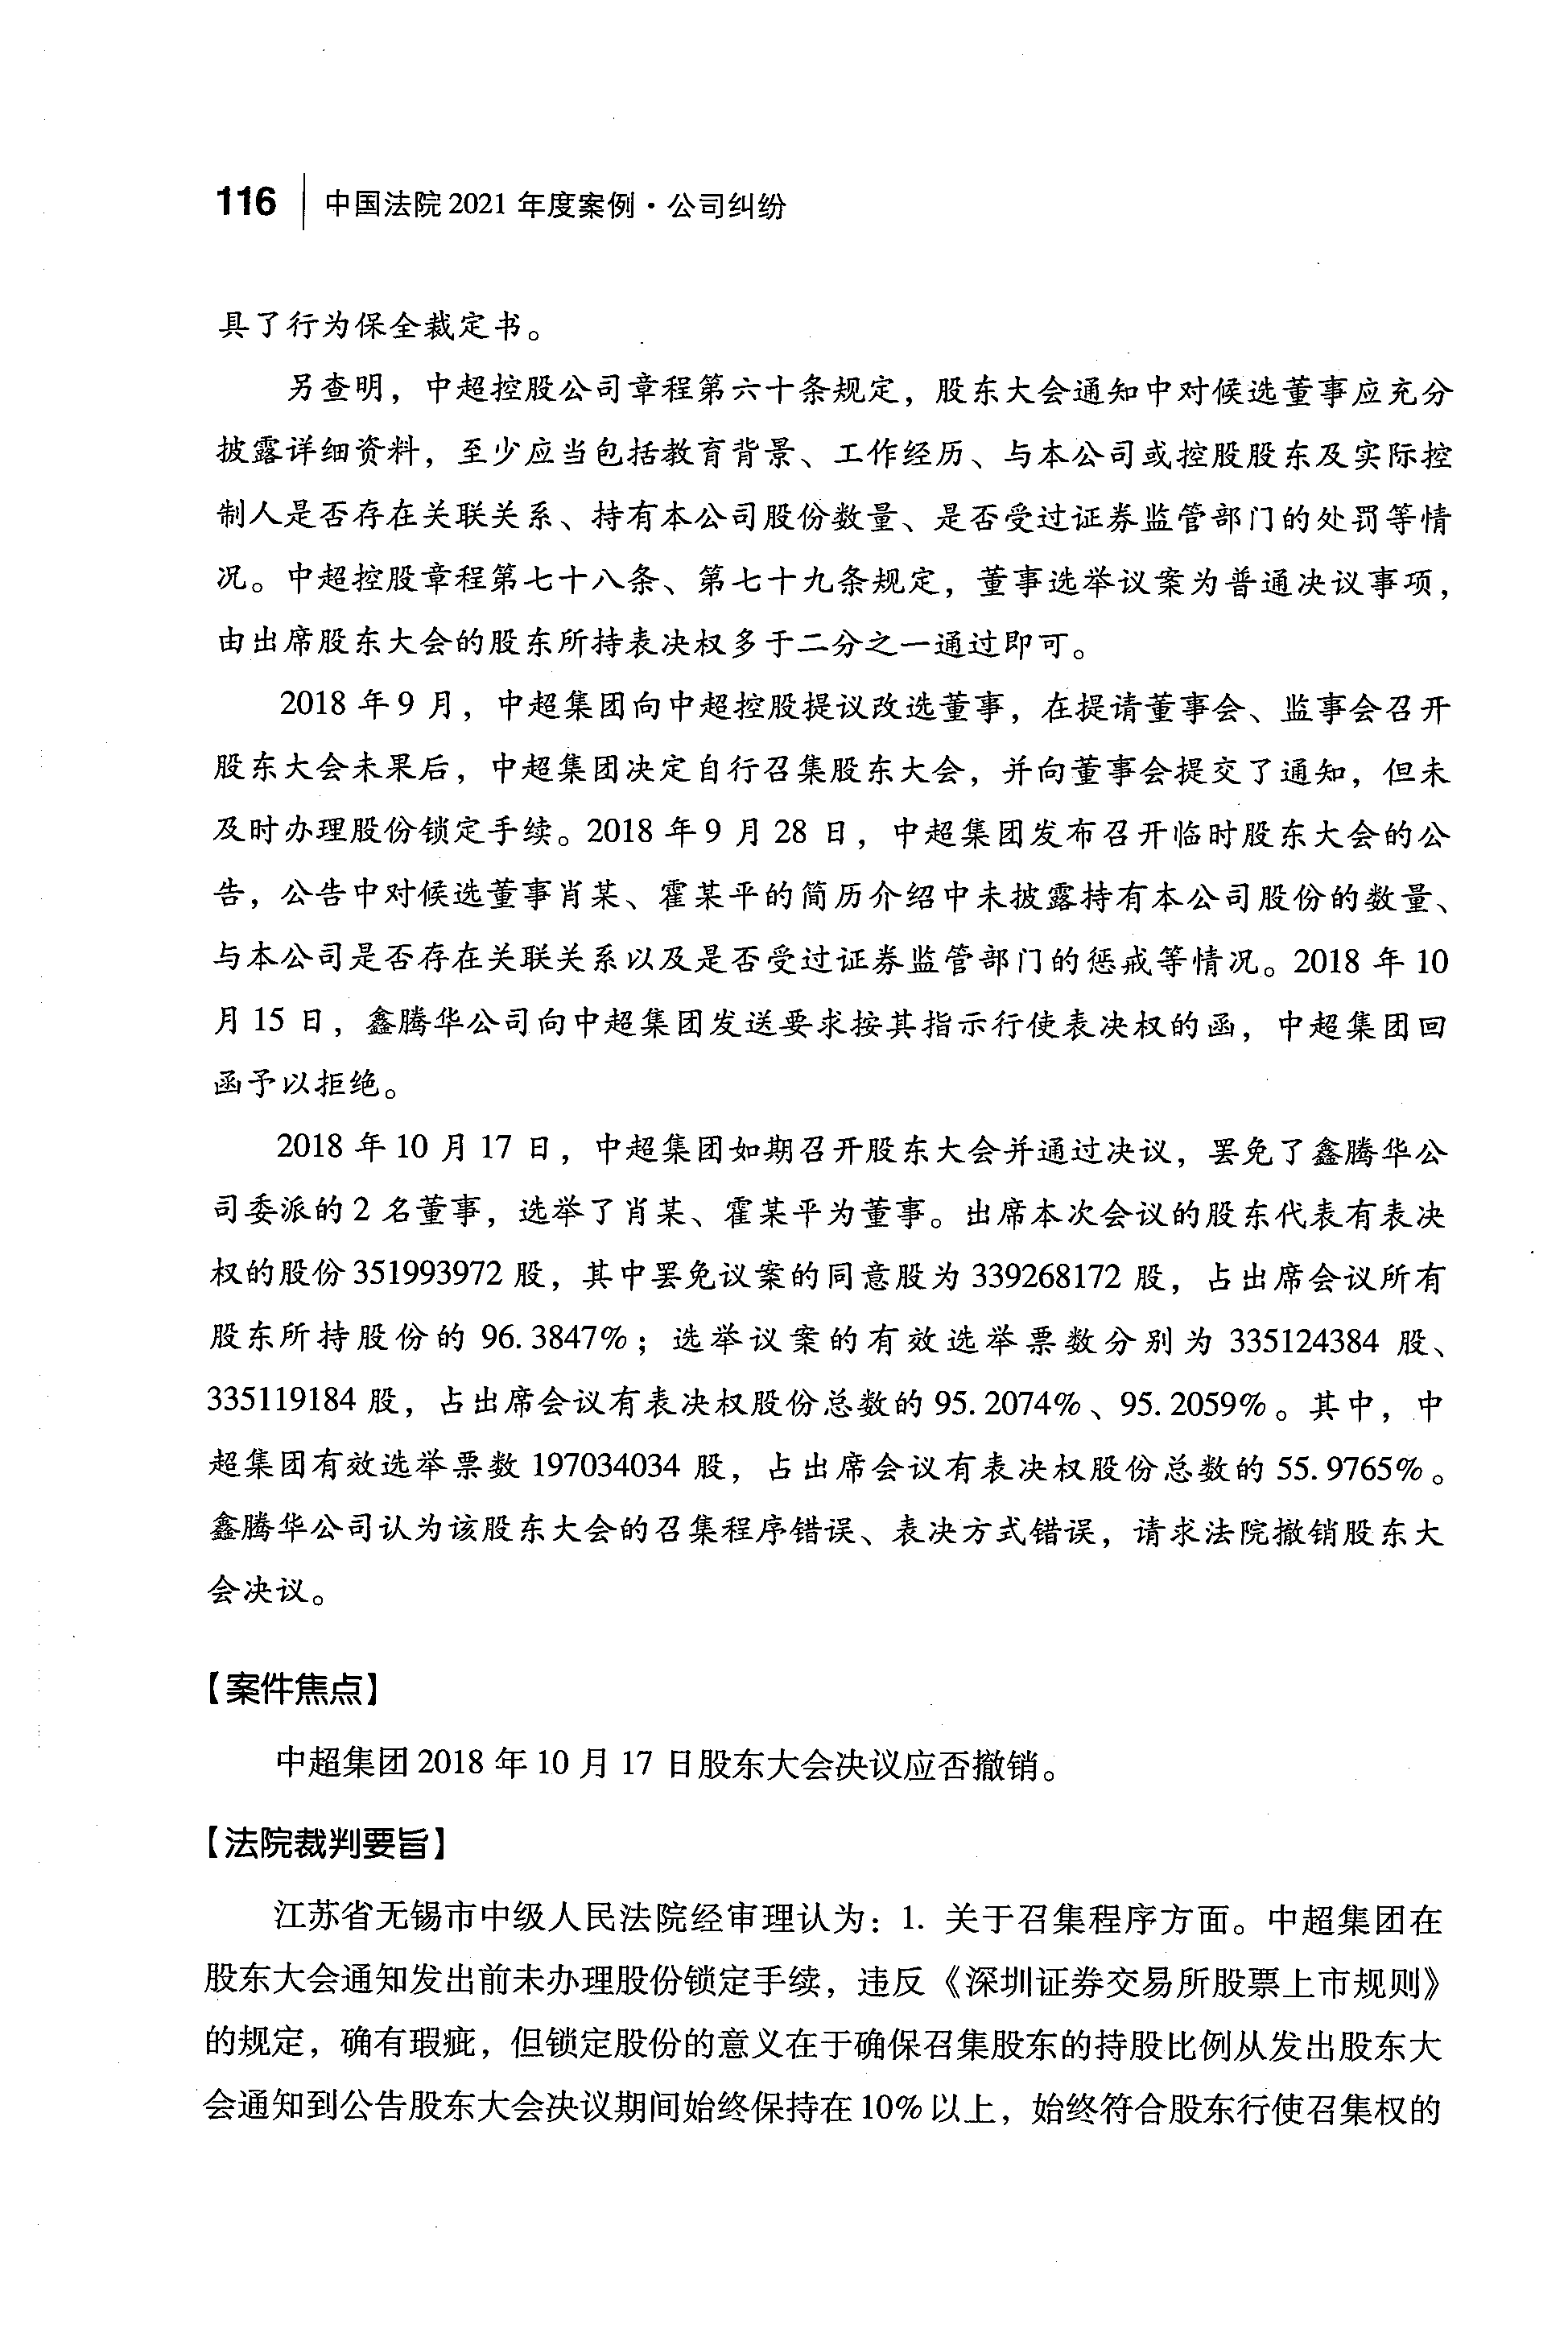 116 中国法院2021年度案例·公司纠纷
具了行为保全裁定书。
另查明，中超控股公司章程第六十条规定，股东大会通知中对候选董事应充分
披露详细资料，至少应当包括教育背景、工作经历、与本公司或控股股东及实际控
制人是否存在关联关系、持有本公司股份数量、是否受过证券监管部门的处罚等情
况。中超控股章程第七十八条、第七十九条规定，董事选举议案为普通决议事项，
由出席股东大会的股东所持表决权多于二分之一通过即可。
2018年9月，中超集团向中超控股提议改选董事，在提请董事会、监事会召开
股东大会未果后，中超集团决定自行召集股东大会，并向董事会提交了通知，但未
及时办理股份锁定手续。2018年9月28日，中超集团发布召开临时股东大会的公
告，公告中对候选董事肖某、霍某平的简历介绍中未披露持有本公司股份的数量、
与本公司是否存在关联关系以及是否受过证券监管部门的惩戒等情况。2018年10
月15日，鑫腾华公司向中超集团发送要求按其指示行使表决权的函，中超集团回
函予以拒绝。
2018年10月17日，中超集团如期召开股东大会并通过决议，罢免了鑫腾华公
司委派的2名董事，选举了肖某、霍某平为董事。出席本次会议的股东代表有表决
权的股份351993972股，其中罢免议案的同意股为339268172股，占出席会议所有
股东所持股份的96.3847%；选举议案的有效选举票数分别为335124384股、
335119184股，占出席会议有表决权股份总数的95.2074%、95.2059%。其中，中
超集团有效选举票数197034034股，占出席会议有表决权股份总数的55.9765%。
鑫腾华公司认为该股东大会的召集程序错误、表决方式错误，请求法院撤销股东大
会决议。
【案件焦点】
中超集团2018年10月17日股东大会决议应否撤销。
【法院裁判要旨】
江苏省无锡市中级人民法院经审理认为：1. 关于召集程序方面。中超集团在
股东大会通知发出前未办理股份锁定手续，违反《深圳证券交易所股票上市规则》
的规定，确有瑕疵，但锁定股份的意义在于确保召集股东的持股比例从发出股东大
会通知到公告股东大会决议期间始终保持在10%以上，始终符合股东行使召集权的